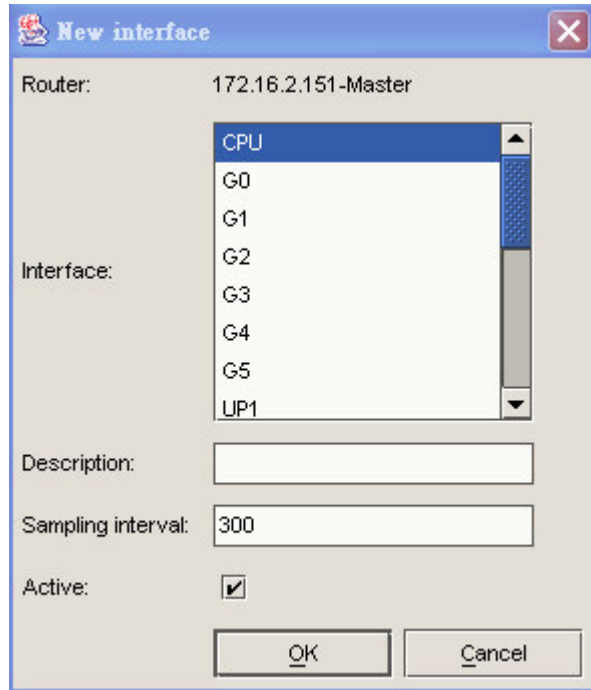 New interface
Router: 172.16.2.151-Master
Interface:
CPU
G0
G1
G2
G3
G4
G5
UP1
Description:
Sampling interval: 300
Active:
OK Cancel